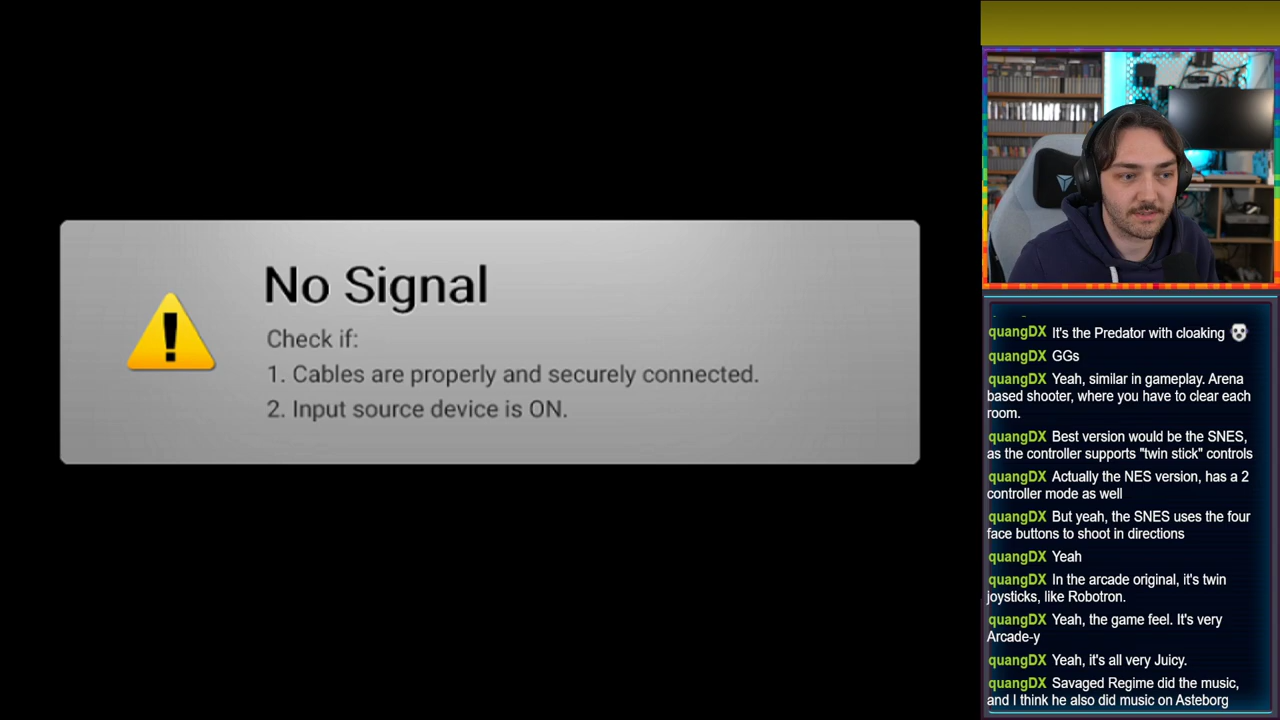 No Signal
Check if:
1. Cables are properly and securely connected.
2. Input source device is ON.
quangDX It's the Predator with cloaking
quangDX GGs
quangDX Yeah, similar in gameplay. Arena
based shooter, where you have to clear each
room.
quangDX Best version would be the SNES,
as the controller supports "twin stick" controls
quangDX Actually the NES version, has a 2
controller mode as well
quangDX But yeah, the SNES uses the four
face buttons to shoot in directions
quangDX Yeah
quangDX In the arcade original, it's twin
joysticks, like Robotron.
quangDX Yeah, the game feel. It's very
Arcade-y
quangDX Yeah, it's all very Juicy.
quangDX Savaged Regime did the music,
and I think he also did music on Asteborg